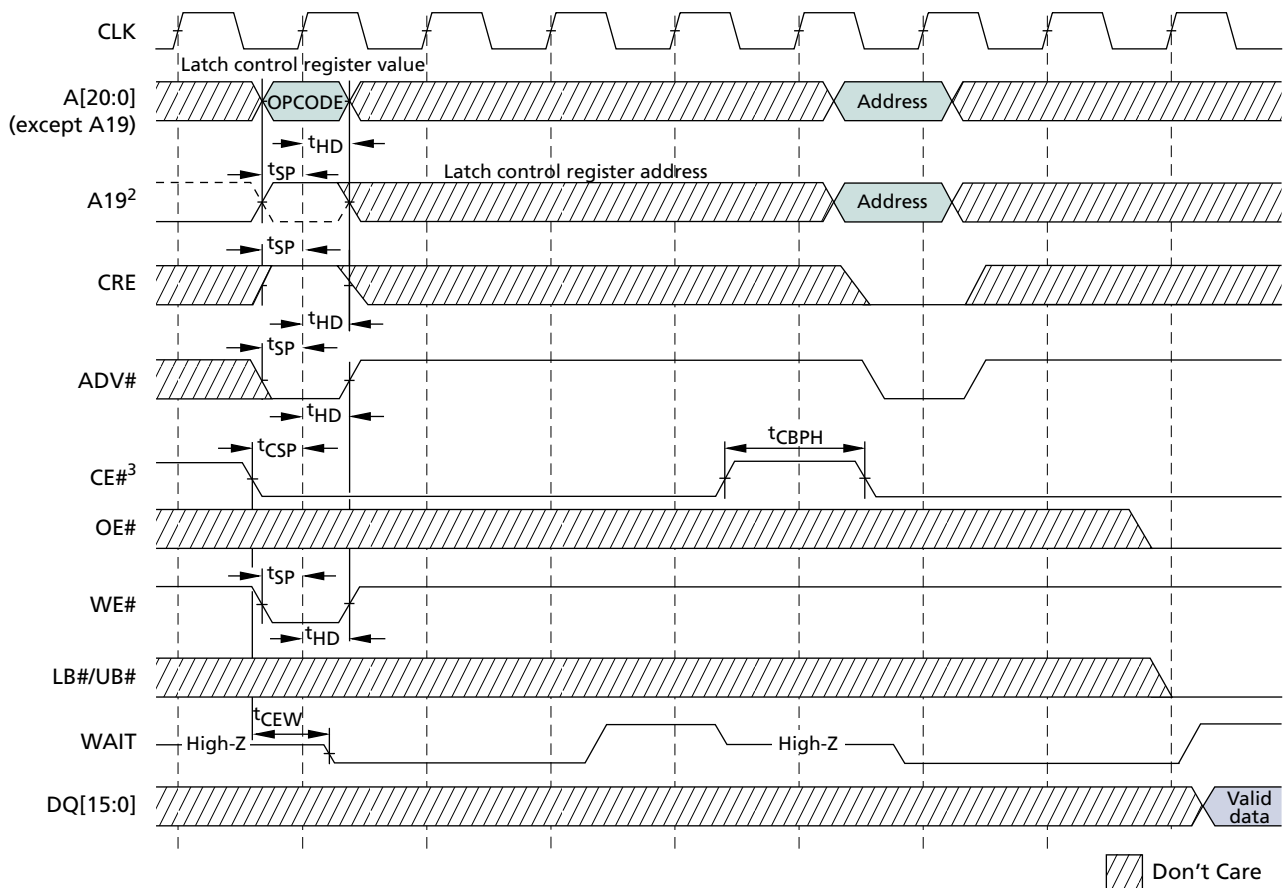 CLK
Latch control register value
A[20:0]
(except A19)
OPCODE
Address
tHD
tSP
Latch control register address
A19²
Address
tSP
CRE
tHD
tSP
ADV#
tHD
tCSP
tCBPH
CE#³
OE#
tSP
WE#
tHD
LB#/UB#
tCEW
WAIT
High-Z
High-Z
DQ[15:0]
Valid
data
Don't Care